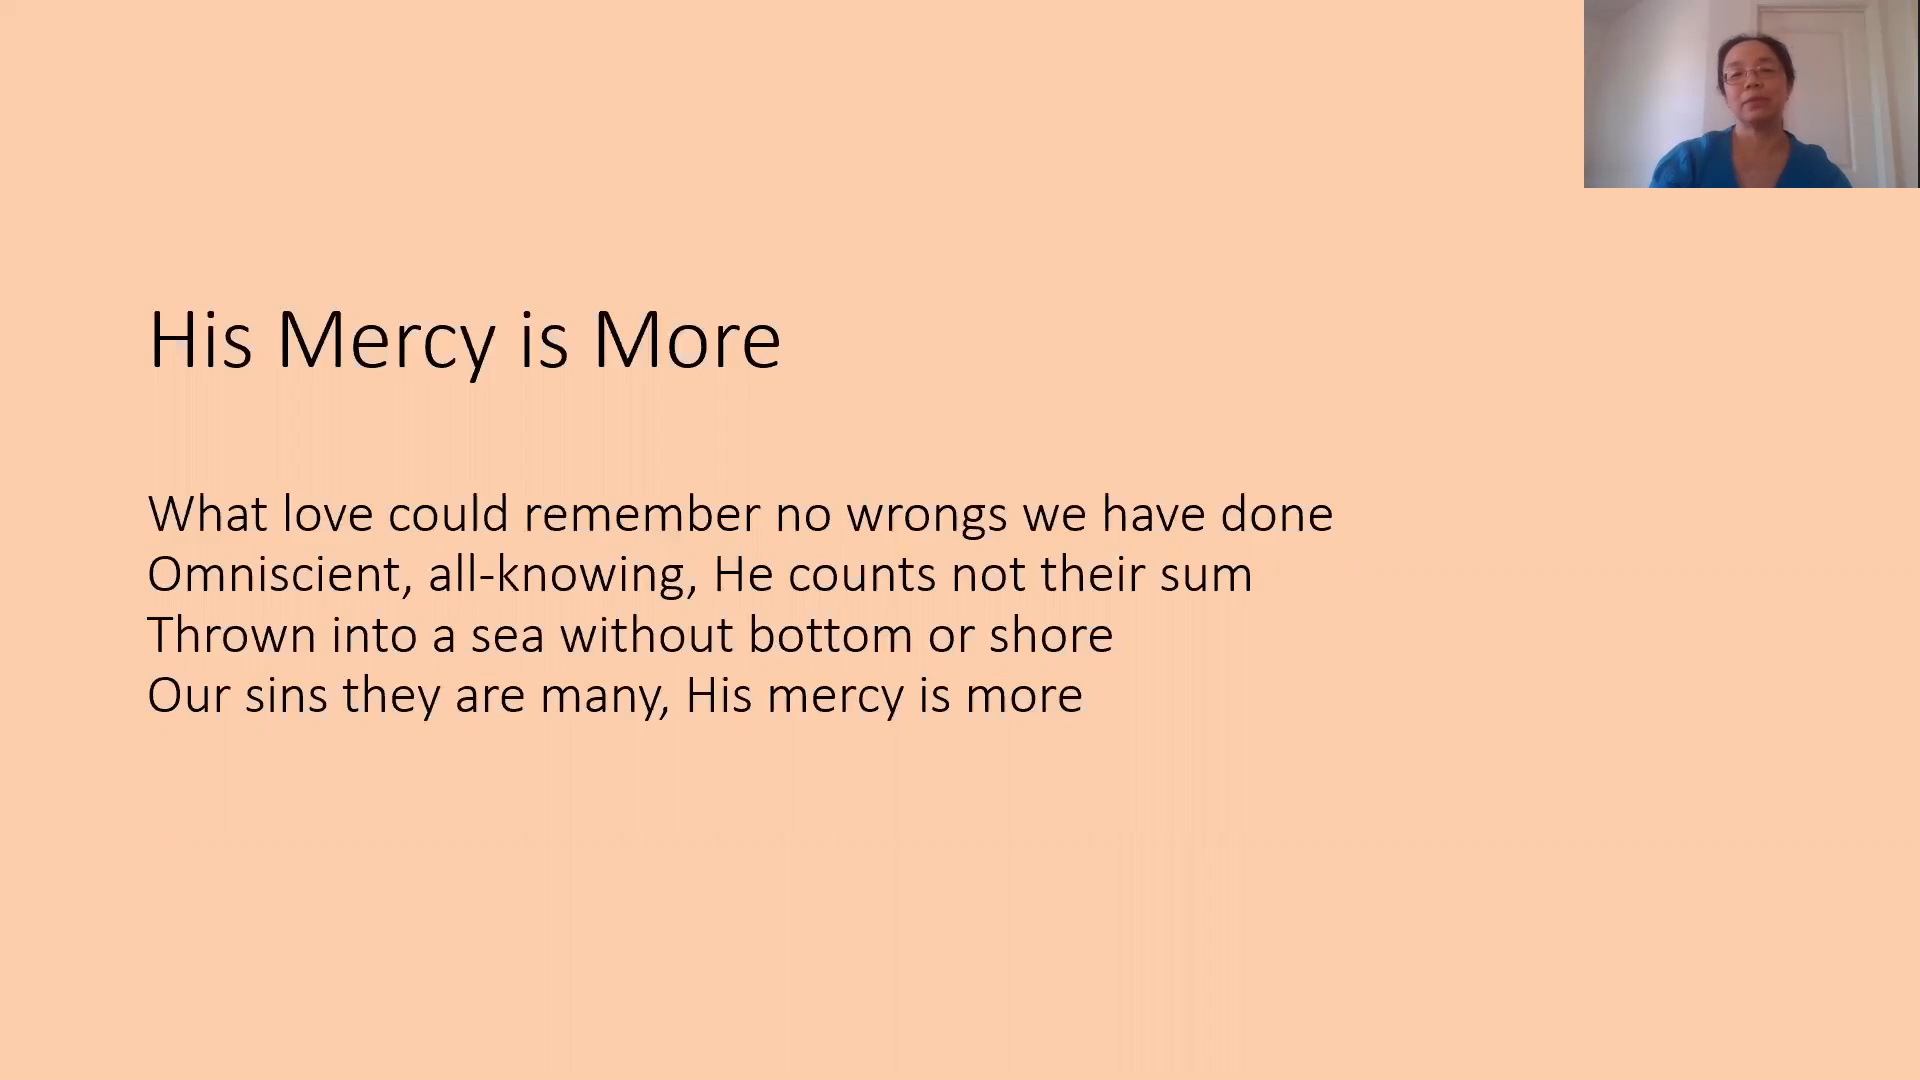 His Mercy is More
What love could remember no wrongs we have done
Omniscient, all-knowing, He counts not their sum
Thrown into a sea without bottom or shore
Our sins they are many, His mercy is more